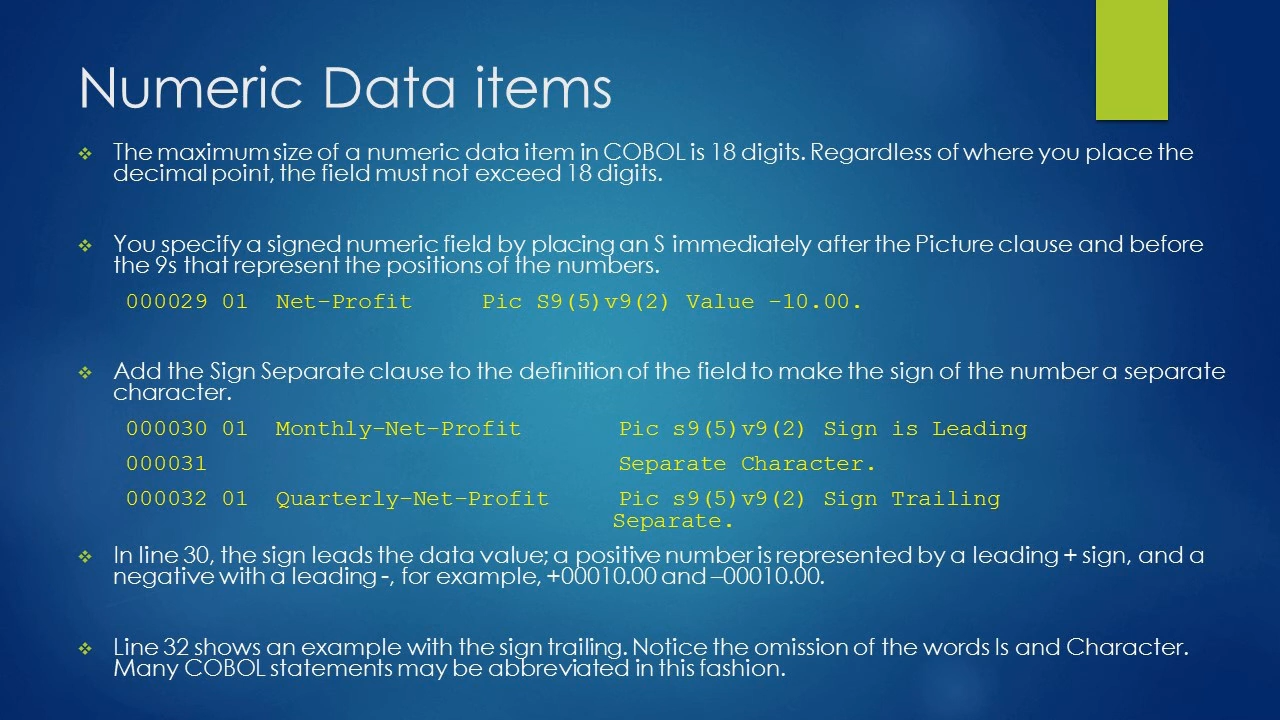 Numeric Data items
The maximum size of a numeric data item in COBOL is 18 digits. Regardless of where you place the
decimal point, the field must not exceed 18 digits.
You specify a signed numeric field by placing an S immediately after the Picture clause and before
the 9s that represent the positions of the numbers.
000029 01  Net-Profit     Pic S9(5)v9(2) Value -10.00.
Add the Sign Separate clause to the definition of the field to make the sign of the number a separate
character.
000030 01  Monthly-Net-Profit       Pic s9(5)v9(2) Sign is Leading
000031                              Separate Character.
000032 01  Quarterly-Net-Profit     Pic s9(5)v9(2) Sign Trailing
Separate.
In line 30, the sign leads the data value; a positive number is represented by a leading + sign, and a
negative with a leading -, for example, +00010.00 and –00010.00.
Line 32 shows an example with the sign trailing. Notice the omission of the words Is and Character.
Many COBOL statements may be abbreviated in this fashion.